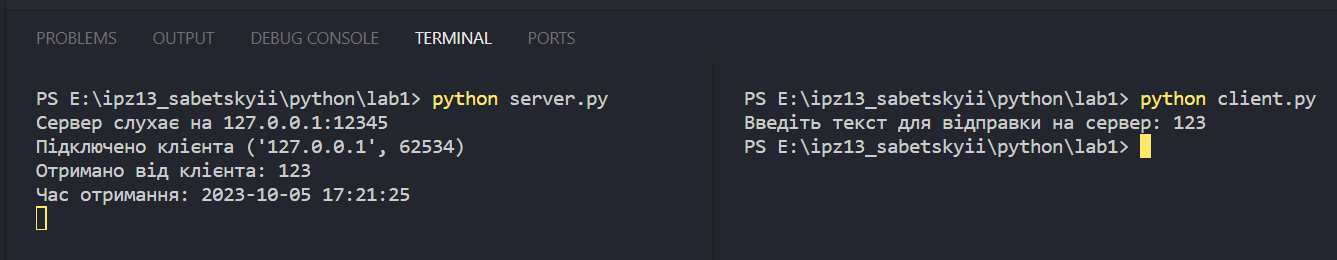 PROBLEMS OUTPUT DEBUG CONSOLE TERMINAL PORTS
PS E:\ipz13_sabetskyii\python\lab1> python server.py
Сервер слухає на 127.0.0.1:12345
Підключено клієнта ('127.0.0.1', 62534)
Отримано від клієнта: 123
Час отримання: 2023-10-05 17:21:25
PS E:\ipz13_sabetskyii\python\lab1> python client.py
Введіть текст для відправки на сервер: 123
PS E:\ipz13_sabetskyii\python\lab1>